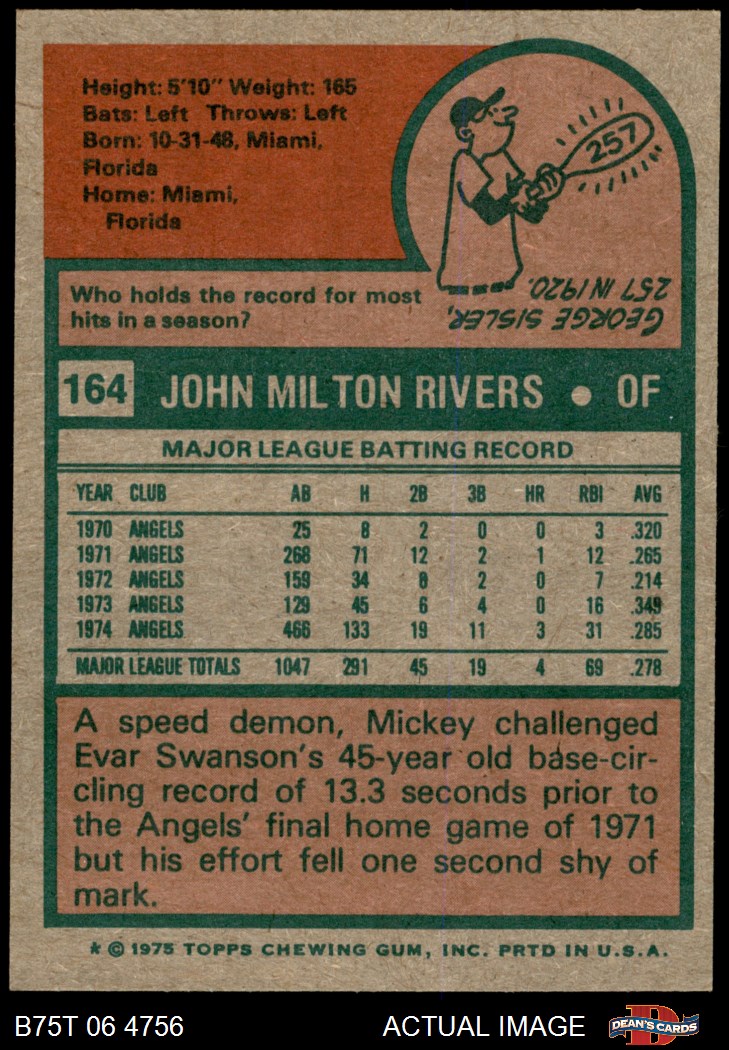 Height: 5'10" Weight: 165
Bats: Left Throws: Left
Born: 10-31-48, Miami,
Florida
Home: Miami,
Florida
257
Who holds the record for most
hits in a season?
GEORGE SISLER,
257 IN 1920.
164 JOHN MILTON RIVERS • OF
MAJOR LEAGUE BATTING RECORD
YEAR CLUB AB H 2B 3B HR RBI AVG
1970 ANGELS 25 8 2 0 0 3 .320
1971 ANGELS 268 71 12 2 1 12 .265
1972 ANGELS 159 34 8 2 0 7 .214
1973 ANGELS 129 45 6 4 0 16 .349
1974 ANGELS 466 133 19 11 3 31 .285
MAJOR LEAGUE TOTALS 1047 291 45 19 4 69 .278
A speed demon, Mickey challenged
Evar Swanson's 45-year old base-cir-
cling record of 13.3 seconds prior to
the Angels' final home game of 1971
but his effort fell one second shy of
mark.
* © 1975 TOPPS CHEWING GUM, INC. PRTD IN U.S.A.
B75T 06 4756 ACTUAL IMAGE DEAN'S CARDS